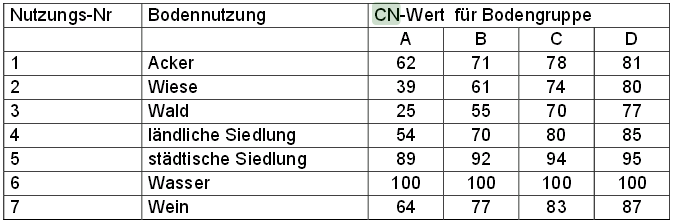 Nutzungs-Nr Bodennutzung CN-Wert für Bodengruppe
A B C D
1 Acker 62 71 78 81
2 Wiese 39 61 74 80
3 Wald 25 55 70 77
4 ländliche Siedlung 54 70 80 85
5 städtische Siedlung 89 92 94 95
6 Wasser 100 100 100 100
7 Wein 64 77 83 87